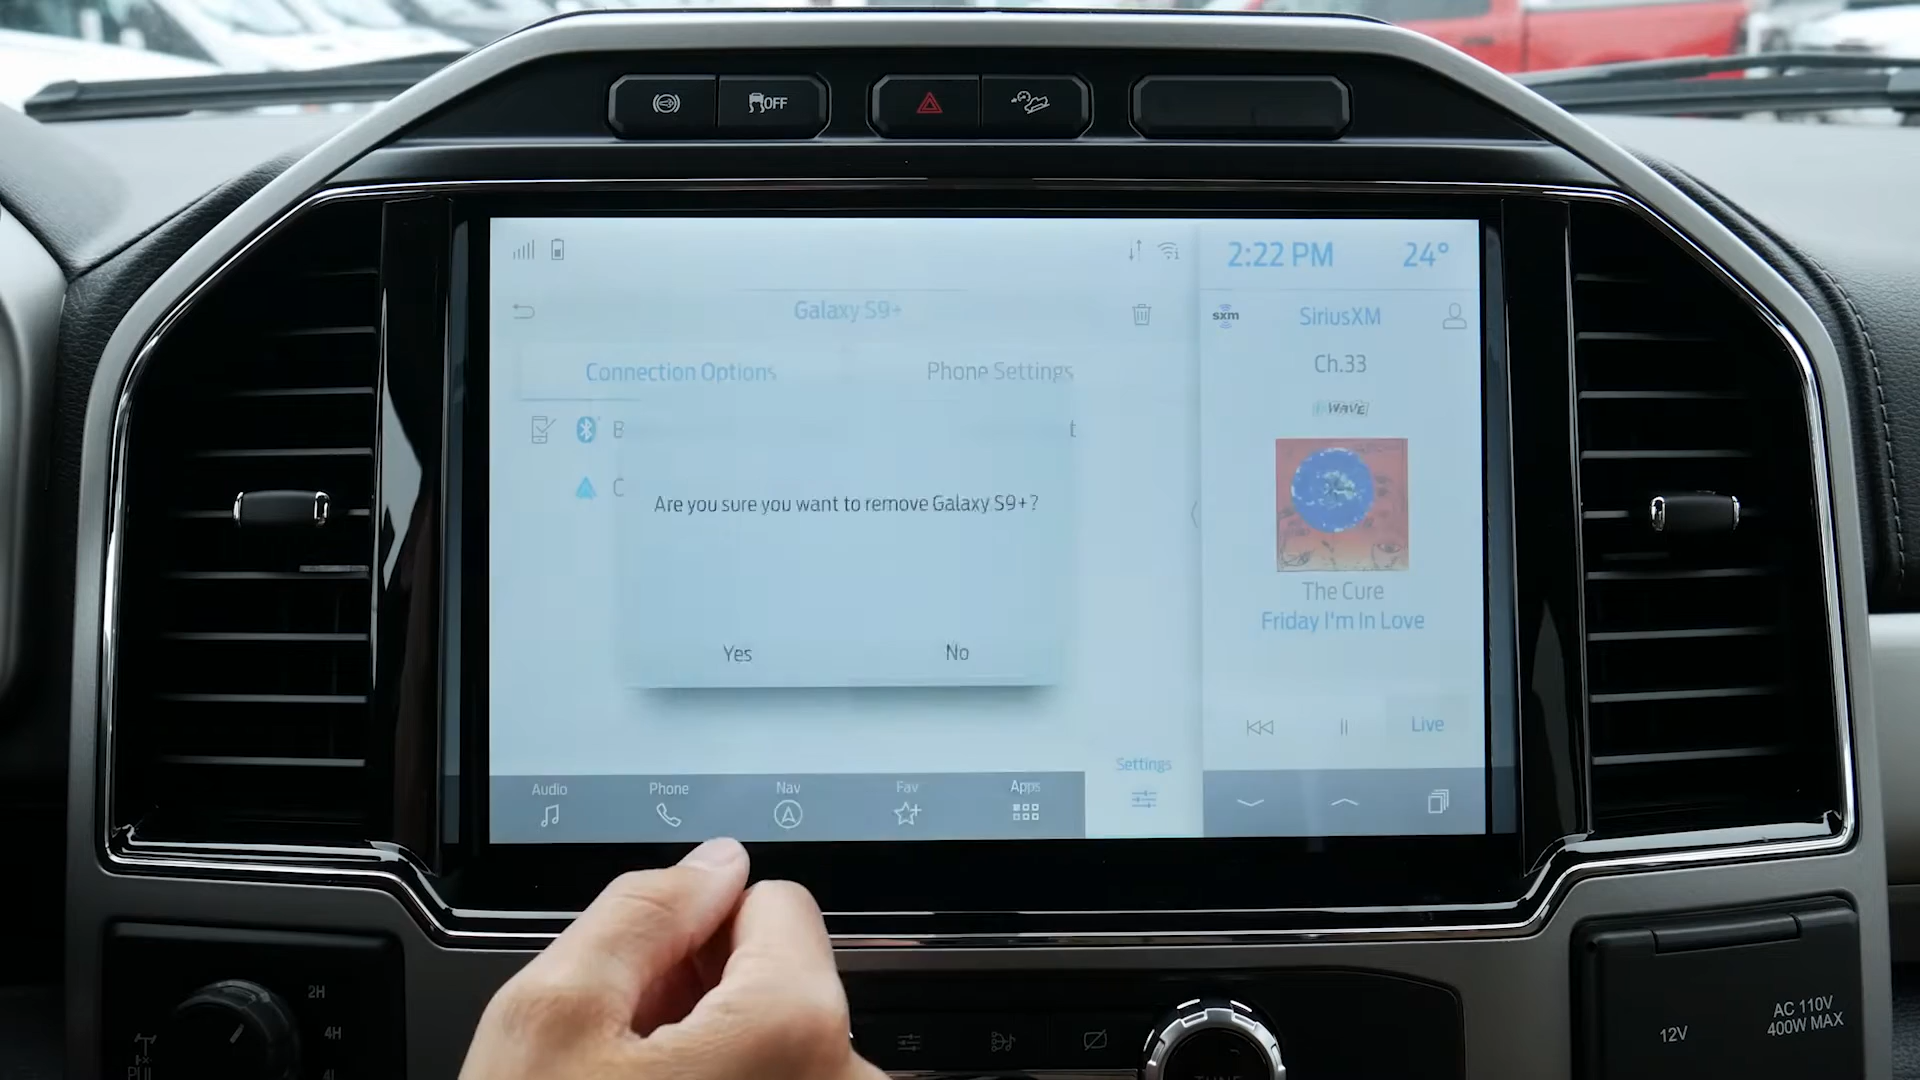 OFF
2:22 PM 24°
Galaxy S9+
sxm SiriusXM
Connection Options Phone Settings
Ch.33
WAVE
B t
C
Are you sure you want to remove Galaxy S9+?
The Cure
Friday I'm In Love
Yes No
Live
Settings
Audio Phone Nav Fav Apps
2H
4H
12V
AC 110V
400W MAX
TUNE